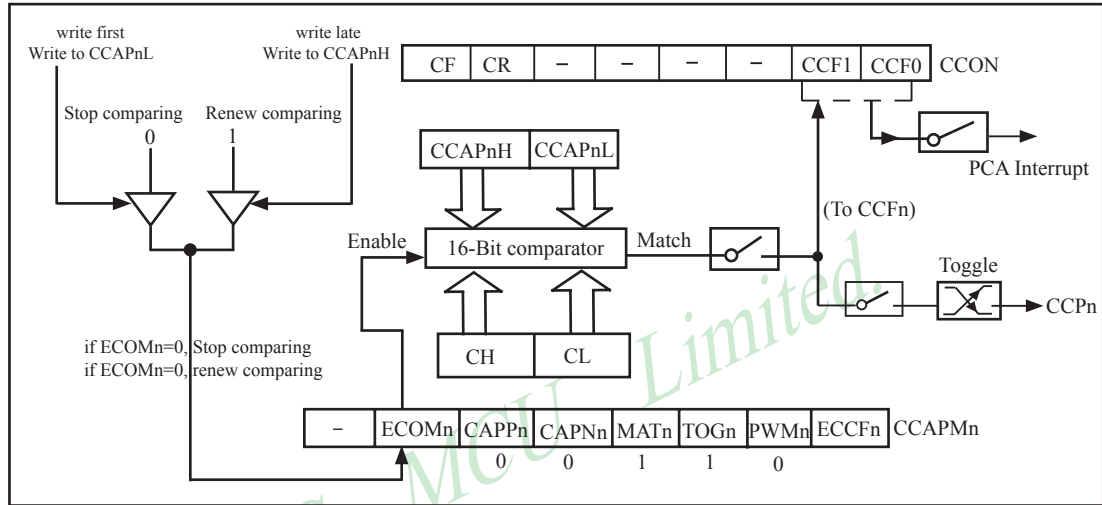 write first
Write to CCAPnL
write late
Write to CCAPnH
CF CR – – – – CCF1 CCF0 CCON
Stop comparing
0
Renew comparing
1
CCAPnH CCAPnL
PCA Interrupt
(To CCFn)
Enable
16-Bit comparator
Match
Toggle
CCPn
CH CL
if ECOMn=0, Stop comparing
if ECOMn=0, renew comparing
– ECOMn CAPPn CAPNn MATn TOGn PWMn ECCFn CCAPMn
0 0 1 1 0
MCU Limited.